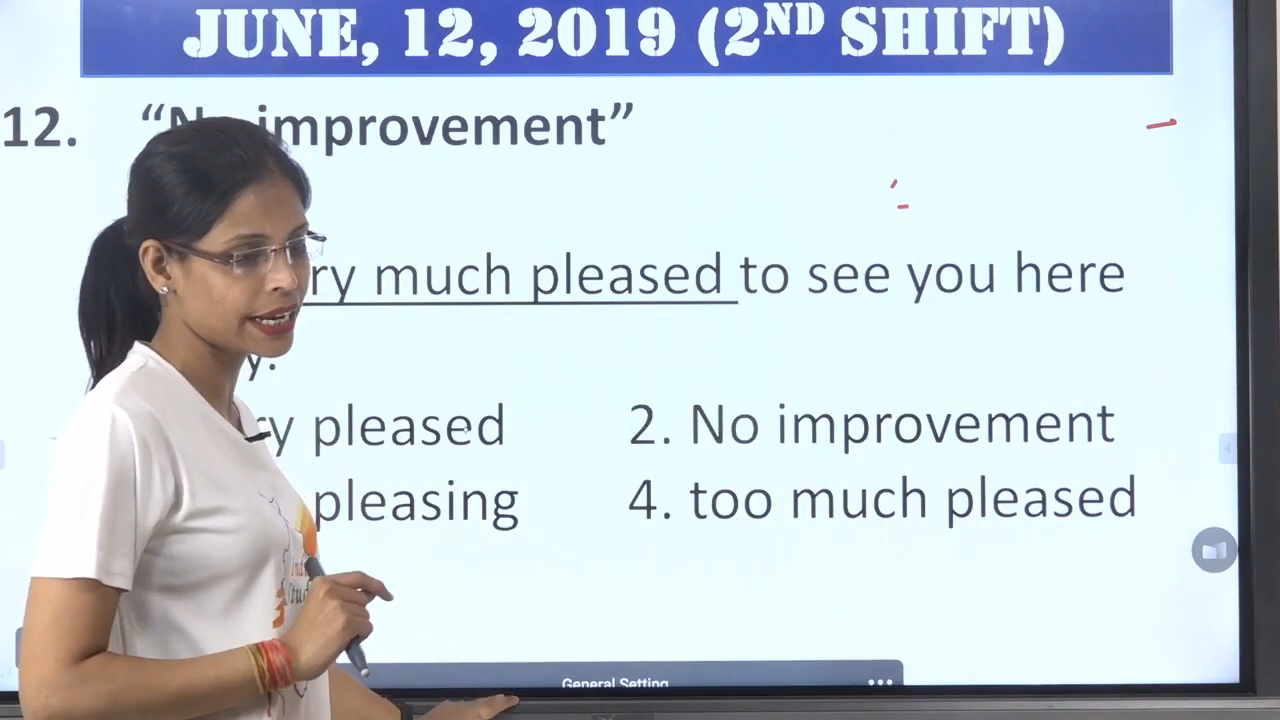 JUNE, 12, 2019 (2ND SHIFT)
12. “No improvement”
ry much pleased to see you here
y.
ry pleased 2. No improvement
pleasing 4. too much pleased
General Setting